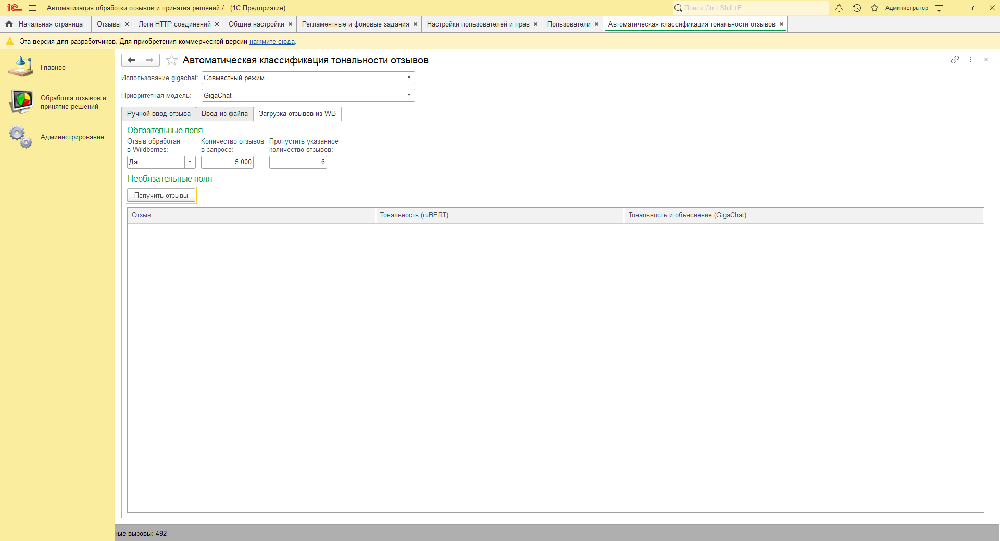 Автоматизация обработки отзывов и принятия решений / (1С:Предприятие)
Поиск Ctrl+Shift+F
Администратор
Начальная страница
Отзывы
Логи HTTP соединений
Общие настройки
Регламентные и фоновые задания
Настройки пользователей и прав
Пользователи
Автоматическая классификация тональности отзывов
Эта версия для разработчиков. Для приобретения коммерческой версии нажмите сюда.
Главное
Обработка отзывов и
принятие решений
Администрирование
Автоматическая классификация тональности отзывов
Использование gigachat: Совместный режим
Приоритетная модель: GigaChat
Ручной ввод отзыва
Ввод из файла
Загрузка отзывов из WB
Обязательные поля
Отзыв обработан
в Wildberries:
Количество отзывов
в запросе:
Пропустить указанное
количество отзывов:
Да
5 000
6
Необязательные поля
Получить отзывы
Отзыв
Тональность (ruBERT)
Тональность и объяснение (GigaChat)
ные вызовы: 492